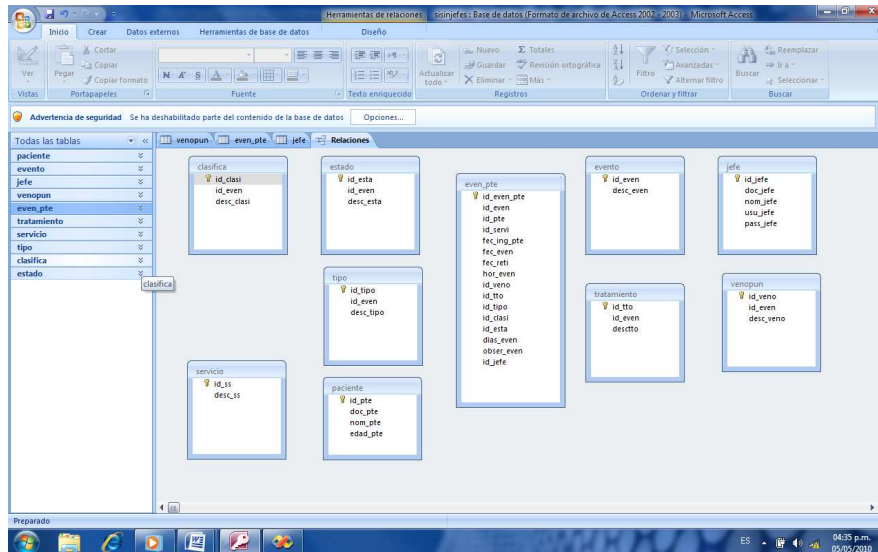 Herramientas de relaciones
sisinjefes : Base de datos (Formato de archivo de Access 2002 - 2003) - Microsoft Access
Inicio
Crear
Datos externos
Herramientas de base de datos
Diseño
Ver
Vistas
Pegar
Cortar
Copiar
Copiar formato
Portapapeles
N K S A
Fuente
Texto enriquecido
Actualizar todo
Nuevo
Guardar
Eliminar
Totales
Revisión ortográfica
Más
Registros
Filtro
Selección
Avanzadas
Alternar filtro
Ordenar y filtrar
Buscar
Reemplazar
Ir a
Seleccionar
Buscar
Advertencia de seguridad Se ha deshabilitado parte del contenido de la base de datos
Opciones...
Todas las tablas
paciente
evento
jefe
venopun
even_pte
tratamiento
servicio
tipo
clasifica
estado
clasifica
venopun
even_pte
jefe
Relaciones
clasifica
id_clasi
id_even
desc_clasi
estado
id_esta
id_even
desc_esta
even_pte
id_even_pte
id_even
id_pte
id_servi
fec_ing_pte
fec_even
fec_reti
hor_even
id_veno
id_tto
id_tipo
id_clasi
id_esta
dias_even
obser_even
id_jefe
evento
id_even
desc_even
jefe
id_jefe
doc_jefe
nom_jefe
usu_jefe
pass_jefe
tipo
id_tipo
id_even
desc_tipo
tratamiento
id_tto
id_even
desctto
venopun
id_veno
id_even
desc_veno
servicio
id_ss
desc_ss
paciente
id_pte
doc_pte
nom_pte
edad_pte
Preparado
ES
04:35 p.m.
05/05/2010